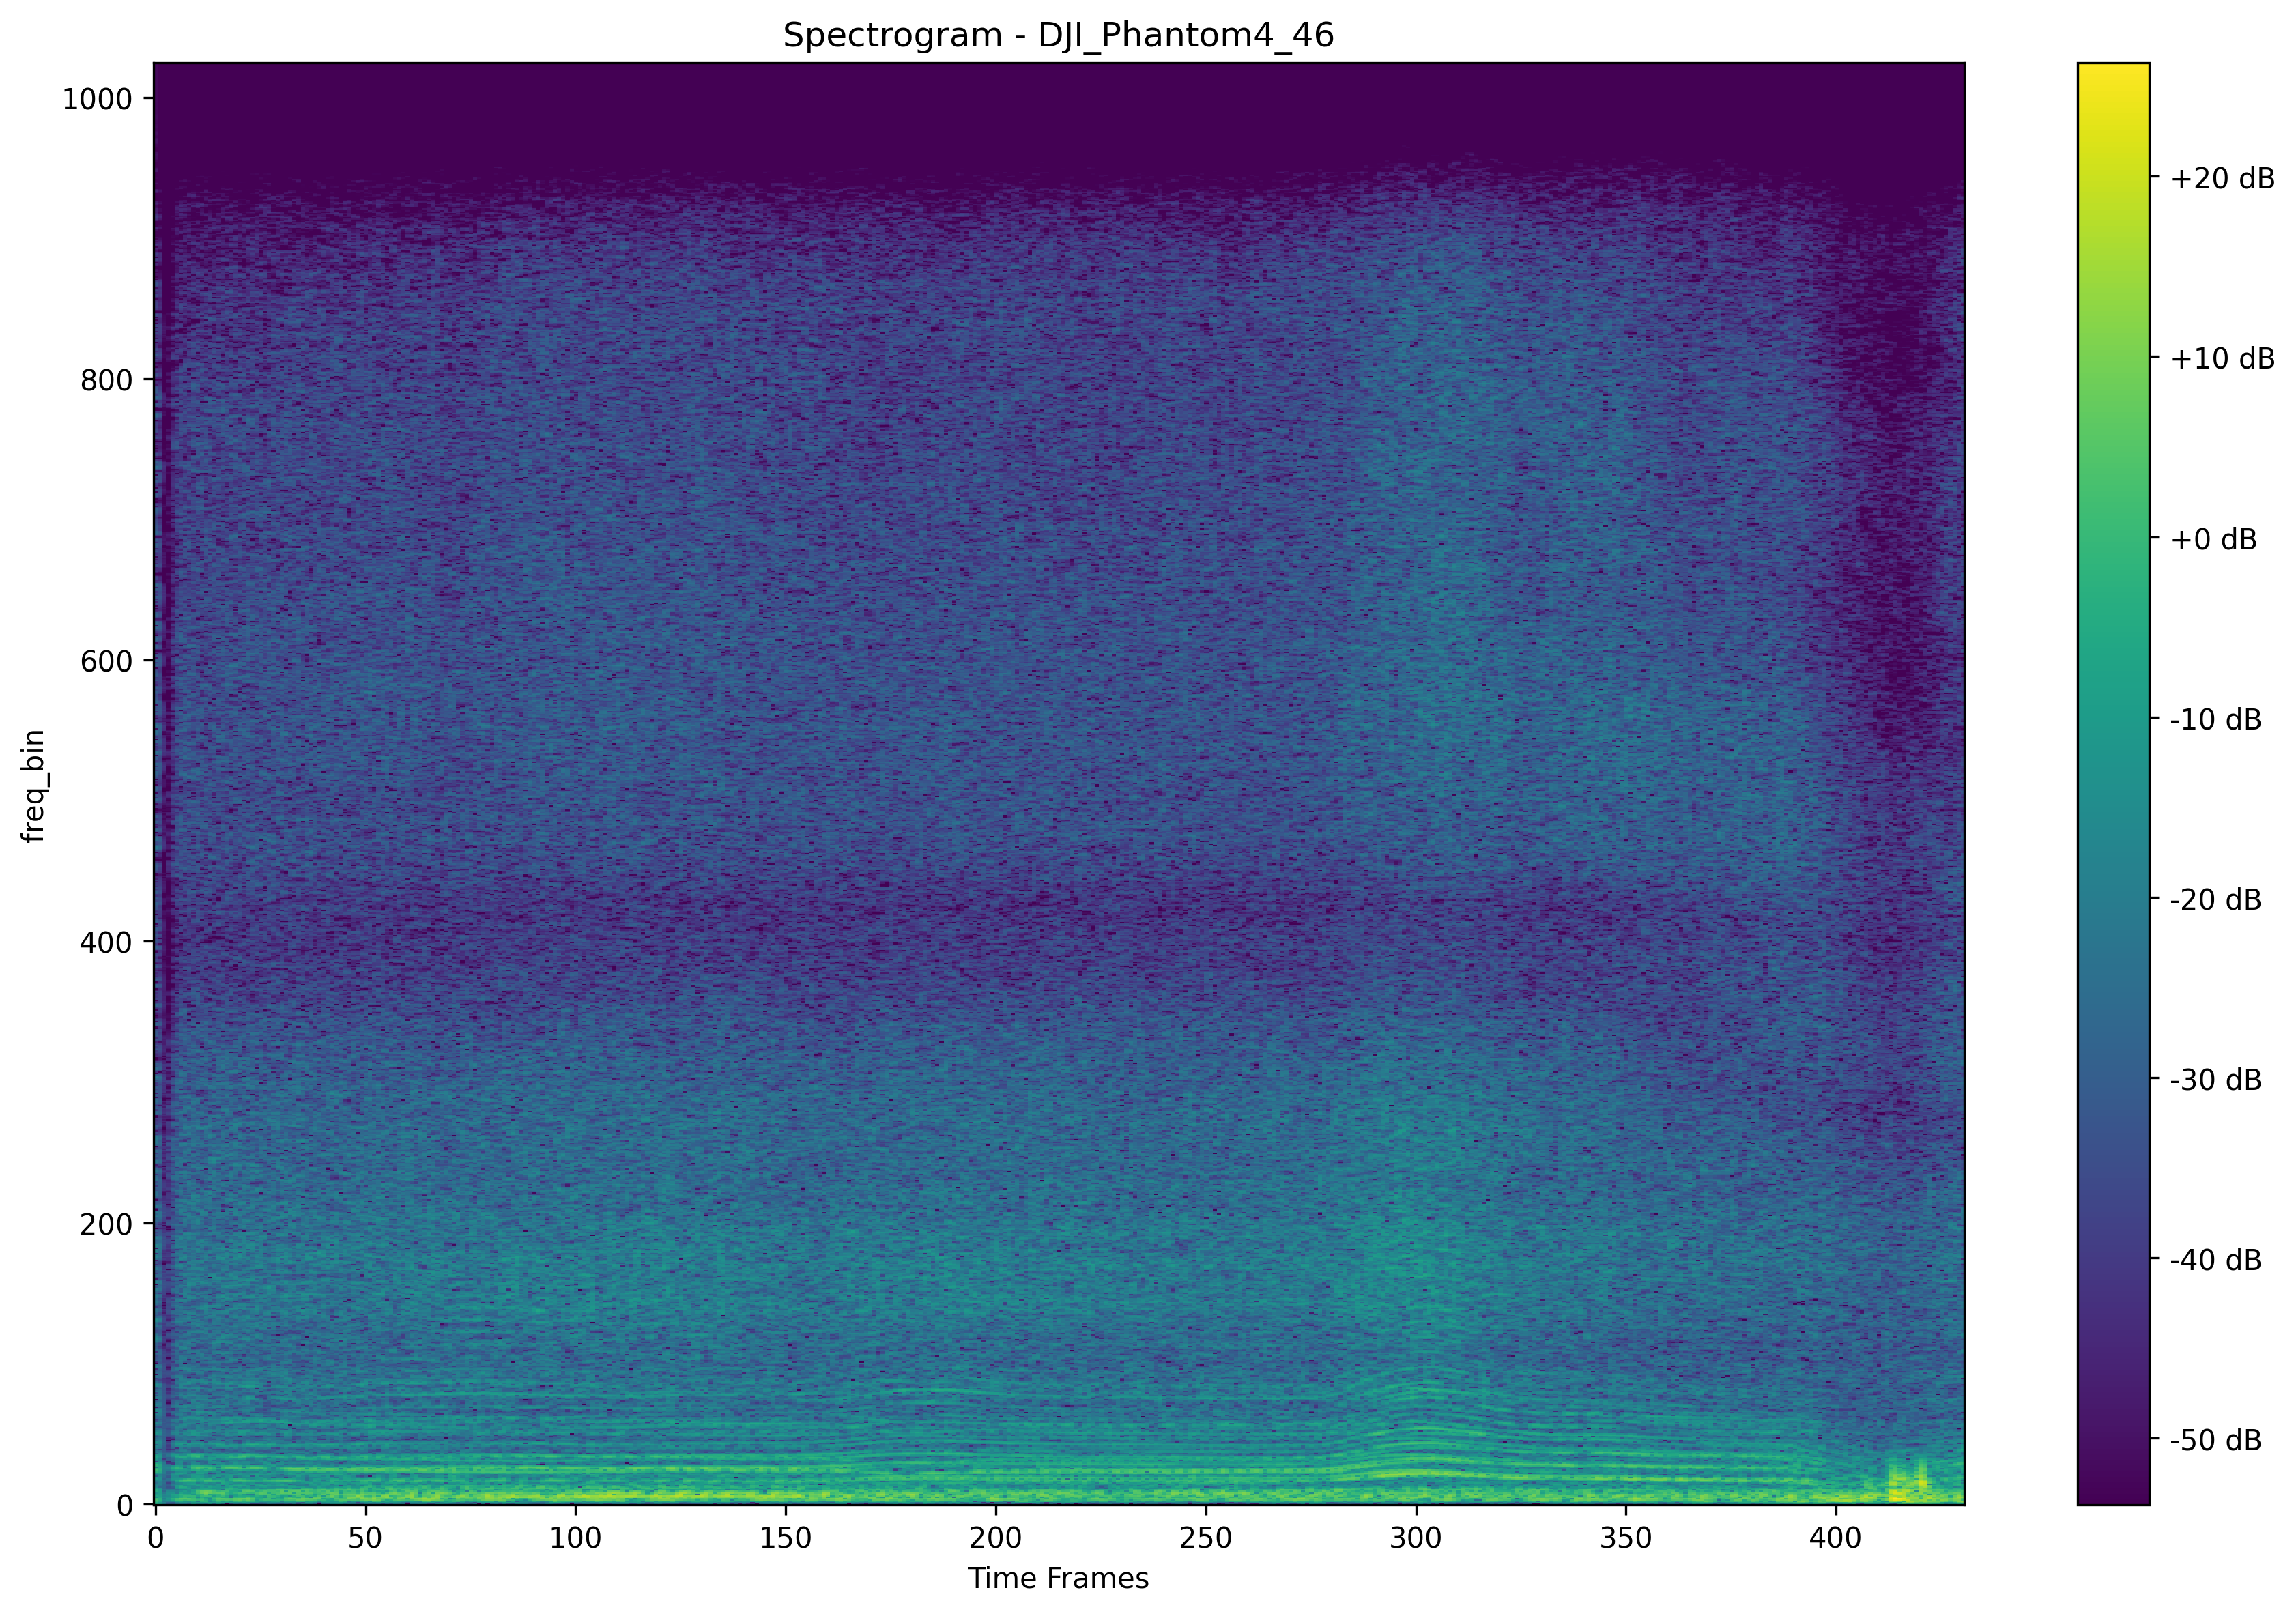 Spectrogram - DJI_Phantom4_46
1000
800
600
400
200
0
freq_bin
0 50 100 150 200 250 300 350 400
Time Frames
+20 dB
+10 dB
+0 dB
-10 dB
-20 dB
-30 dB
-40 dB
-50 dB